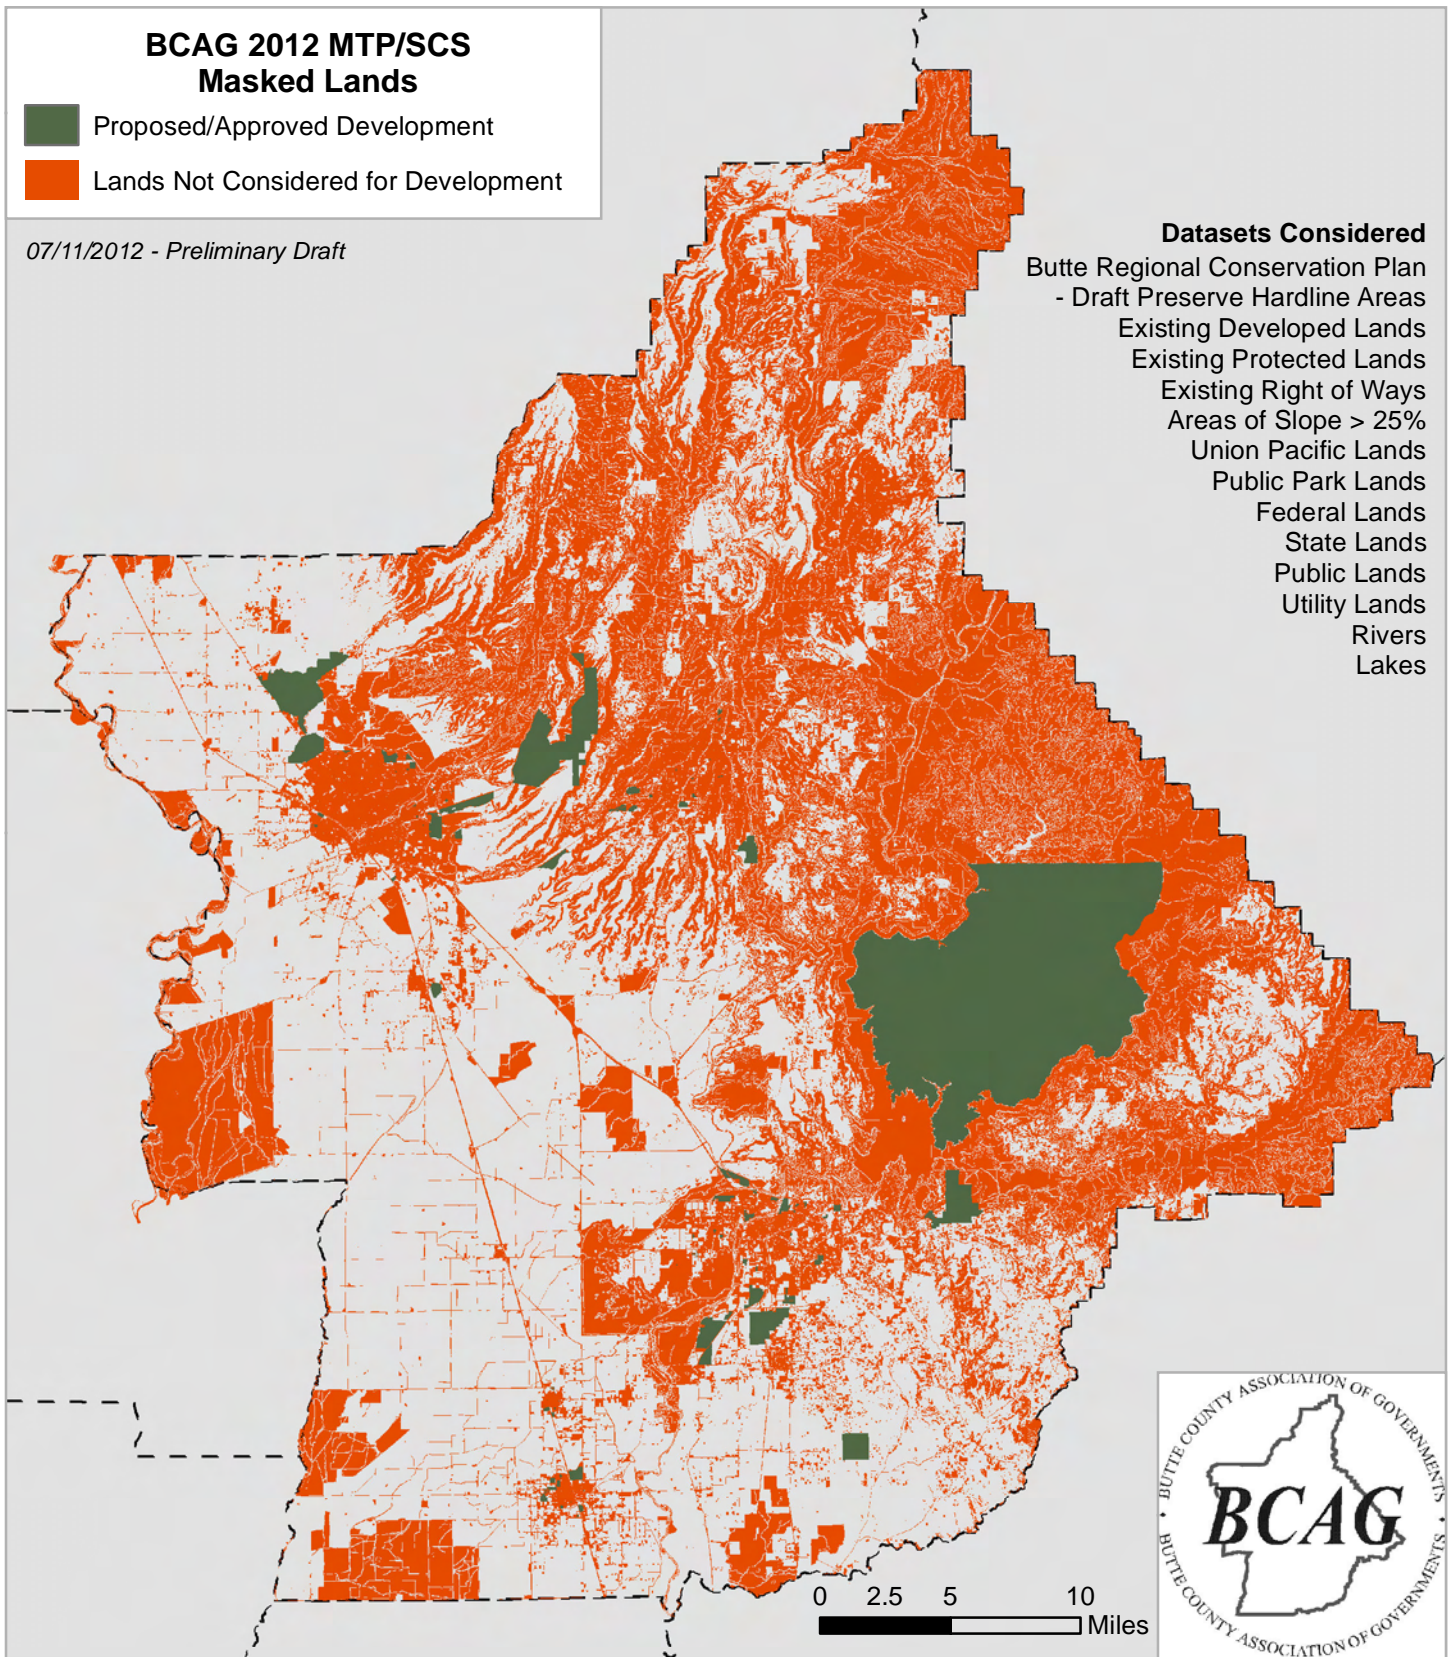 BCAG 2012 MTP/SCS
Masked Lands
Proposed/Approved Development
Lands Not Considered for Development
07/11/2012 - Preliminary Draft
Datasets Considered
Butte Regional Conservation Plan
- Draft Preserve Hardline Areas
Existing Developed Lands
Existing Protected Lands
Existing Right of Ways
Areas of Slope > 25%
Union Pacific Lands
Public Park Lands
Federal Lands
State Lands
Public Lands
Utility Lands
Rivers
Lakes
0 2.5 5 10
Miles
BUTTE COUNTY ASSOCIATION OF GOVERNMENTS •
BCAG
• BUTTE COUNTY ASSOCIATION OF GOVERNMENTS